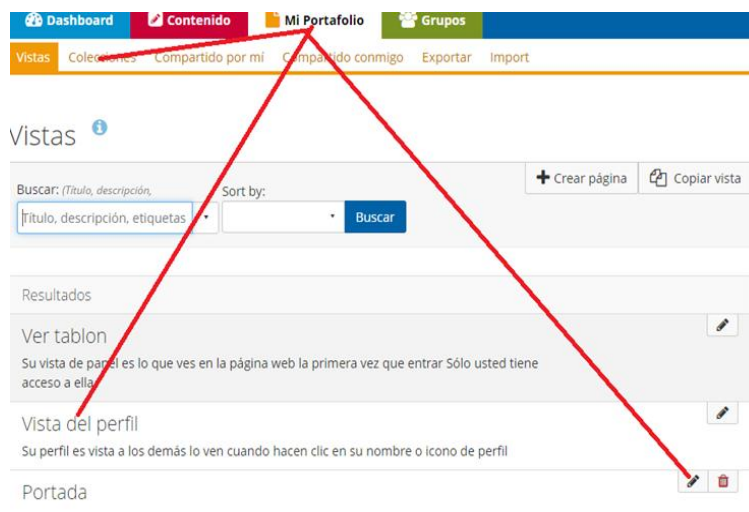 Dashboard Contenido Mi Portafolio Grupos
Vistas Colecciones Compartido por mí Compartido conmigo Exportar Import
Vistas
Buscar: (Título, descripción, Sort by:
Crear página Copiar vista
Título, descripción, etiquetas Buscar
Resultados
Ver tablon
Su vista de panel es lo que ves en la página web la primera vez que entrar Sólo usted tiene
acceso a ella
Vista del perfil
Su perfil es vista a los demás lo ven cuando hacen clic en su nombre o icono de perfil
Portada